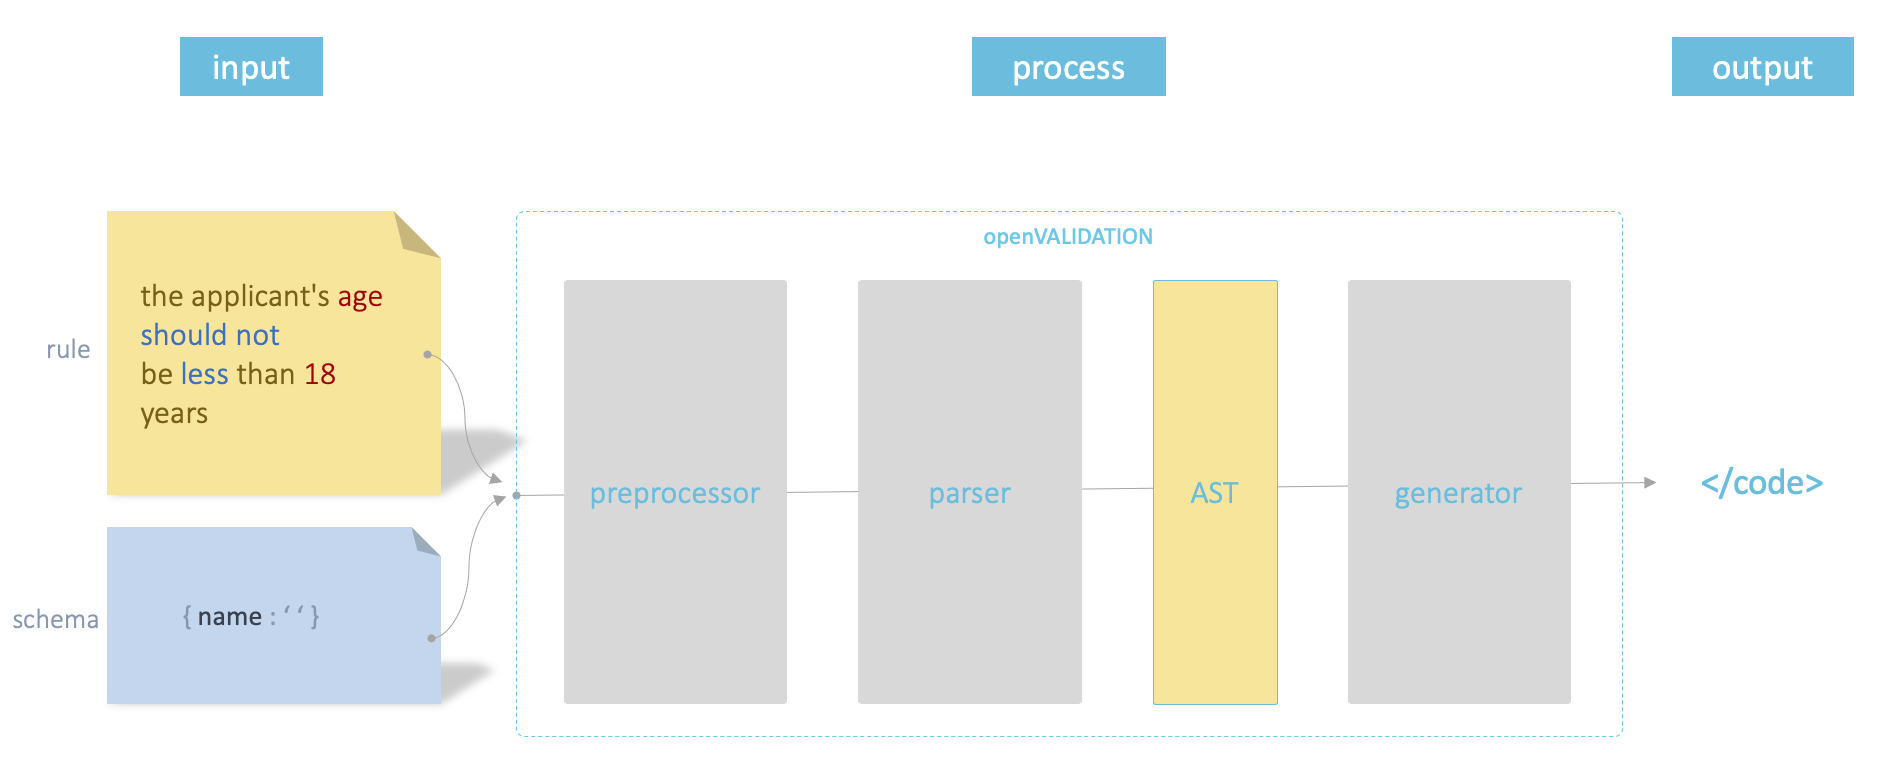 input
process
output
openVALIDATION
rule
the applicant's age
should not
be less than 18
years
schema
{ name : ‘ ‘ }
preprocessor
parser
AST
generator
</code>